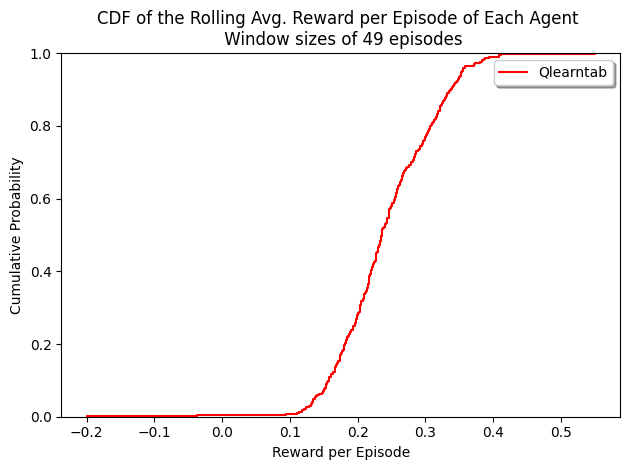 CDF of the Rolling Avg. Reward per Episode of Each Agent
Window sizes of 49 episodes
Qlearntab
1.0
0.8
0.6
0.4
0.2
0.0
Cumulative Probability
−0.2 −0.1 0.0 0.1 0.2 0.3 0.4 0.5
Reward per Episode